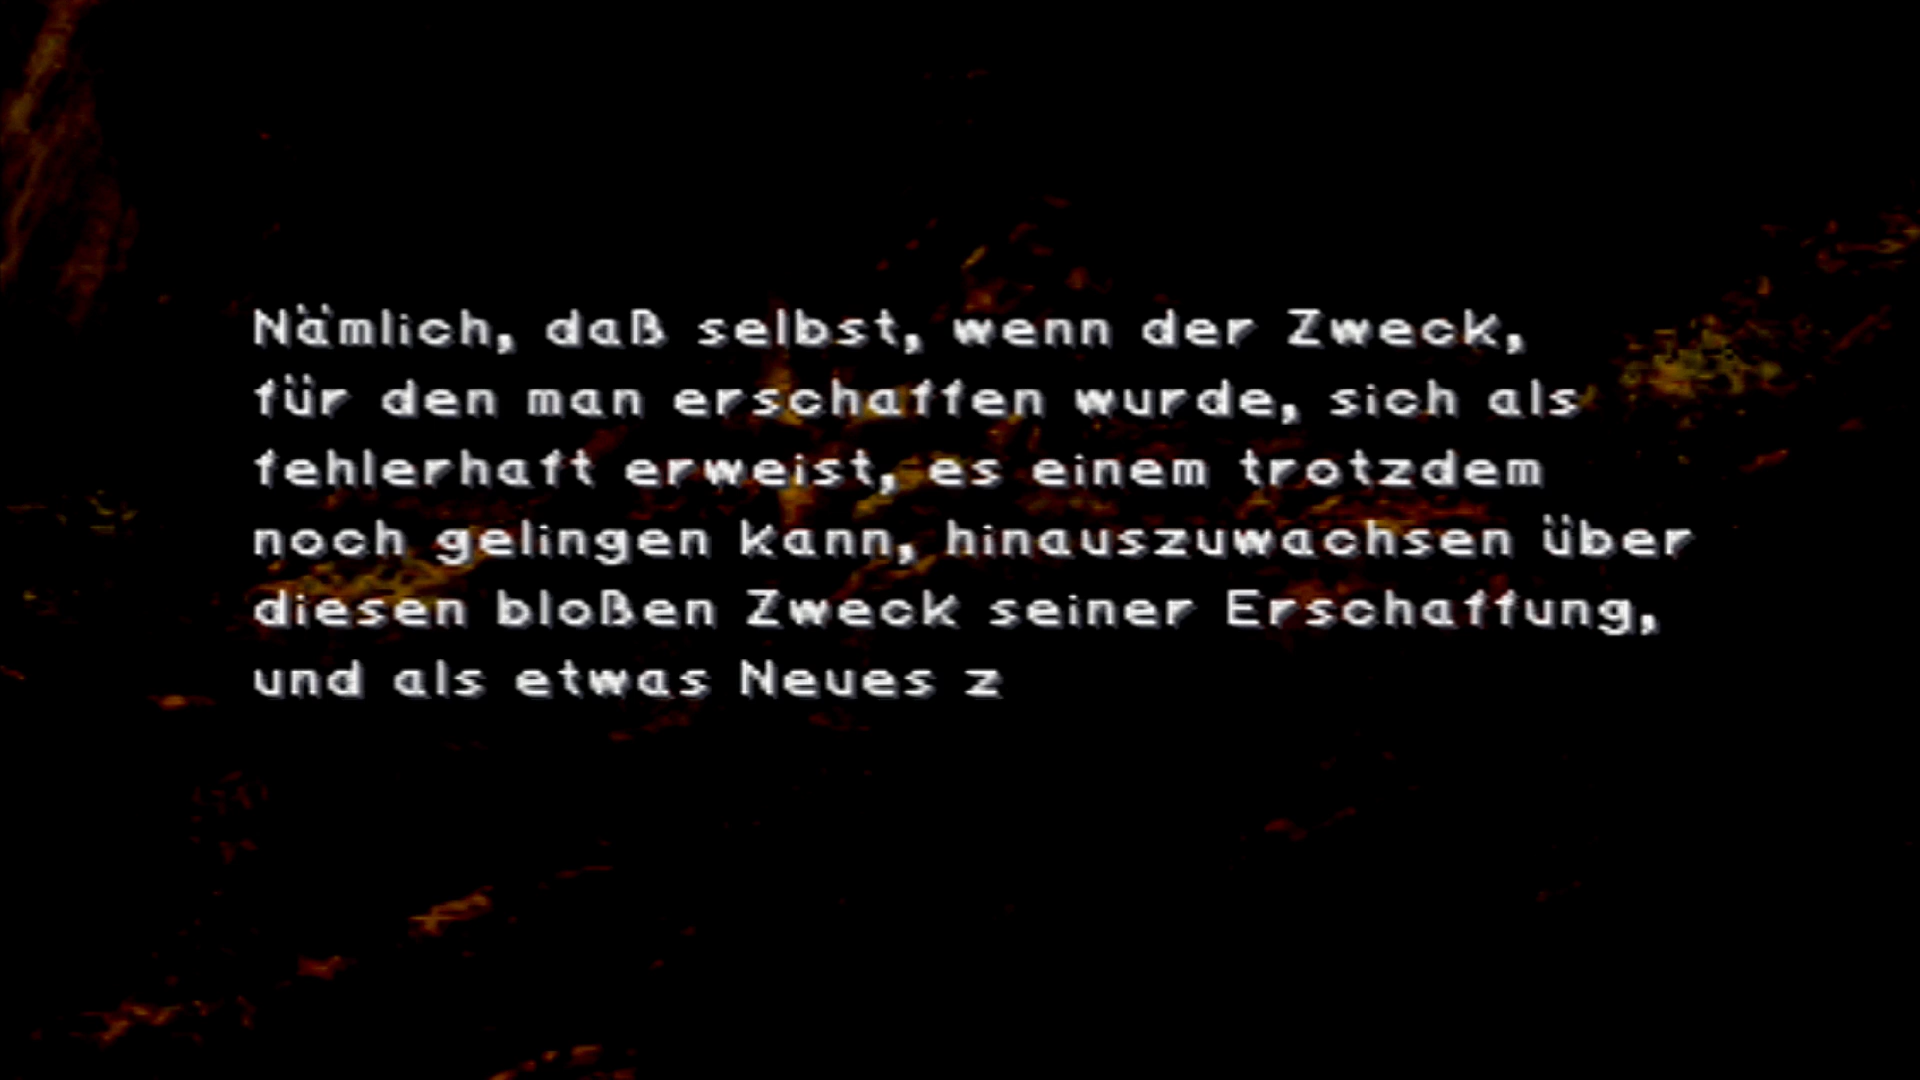 Nämlich, daß selbst, wenn der Zweck,
für den man erschaffen wurde, sich als
fehlerhaft erweist, es einem trotzdem
noch gelingen kann, hinauszuwachsen über
diesen bloßen Zweck seiner Erschaffung,
und als etwas Neues z